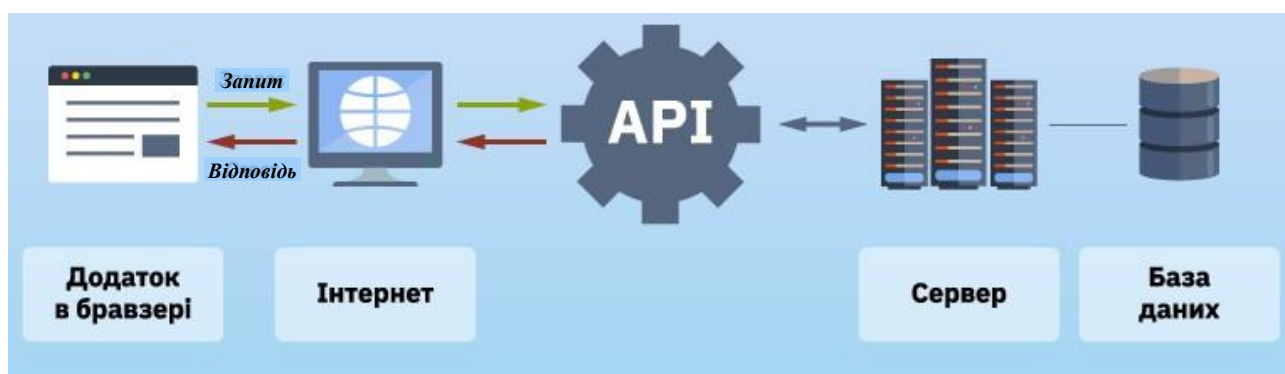 Запит
Відповідь
API
Додаток
в бравзері
Інтернет
Сервер
База
даних